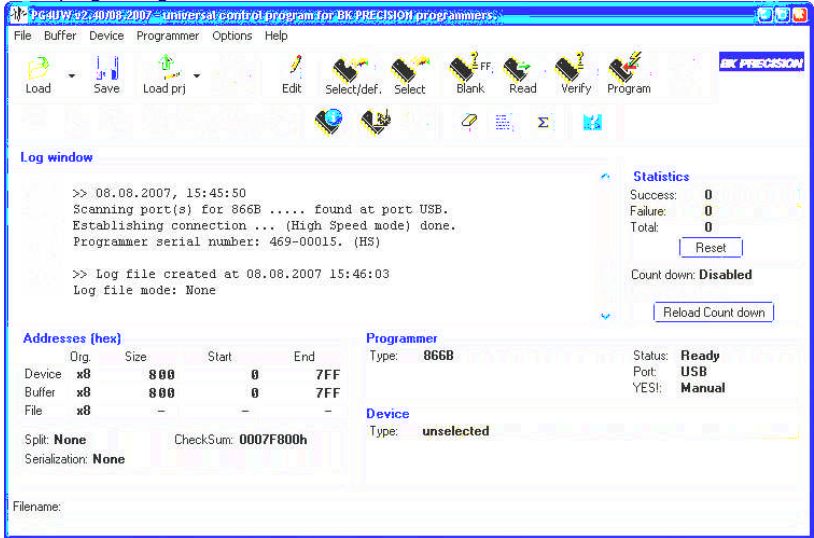 PG4UW v2.40/08.2007 - universal control program for BK PRECISION programmers.
File Buffer Device Programmer Options Help
Load Save Load prj Edit Select/def. Select Blank Read Verify Program
BK PRECISION
Log window
>> 08.08.2007, 15:45:50
Scanning port(s) for 866B ..... found at port USB.
Establishing connection ... (High Speed mode) done.
Programmer serial number: 469-00015. (HS)
>> Log file created at 08.08.2007 15:46:03
Log file mode: None
Statistics
Success: 0
Failure: 0
Total: 0
Reset
Count down: Disabled
Reload Count down
Addresses (hex)
Org. Size Start End
Device x8 800 0 7FF
Buffer x8 800 0 7FF
File x8 - - -
Split: None CheckSum: 0007F800h
Serialization: None
Programmer
Type: 866B
Status: Ready
Port: USB
YES!: Manual
Device
Type: unselected
Filename: